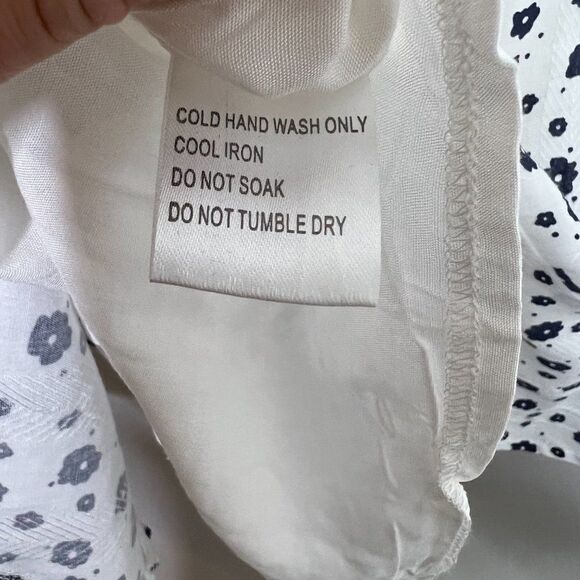 COLD HAND WASH ONLY
COOL IRON
DO NOT SOAK
DO NOT TUMBLE DRY